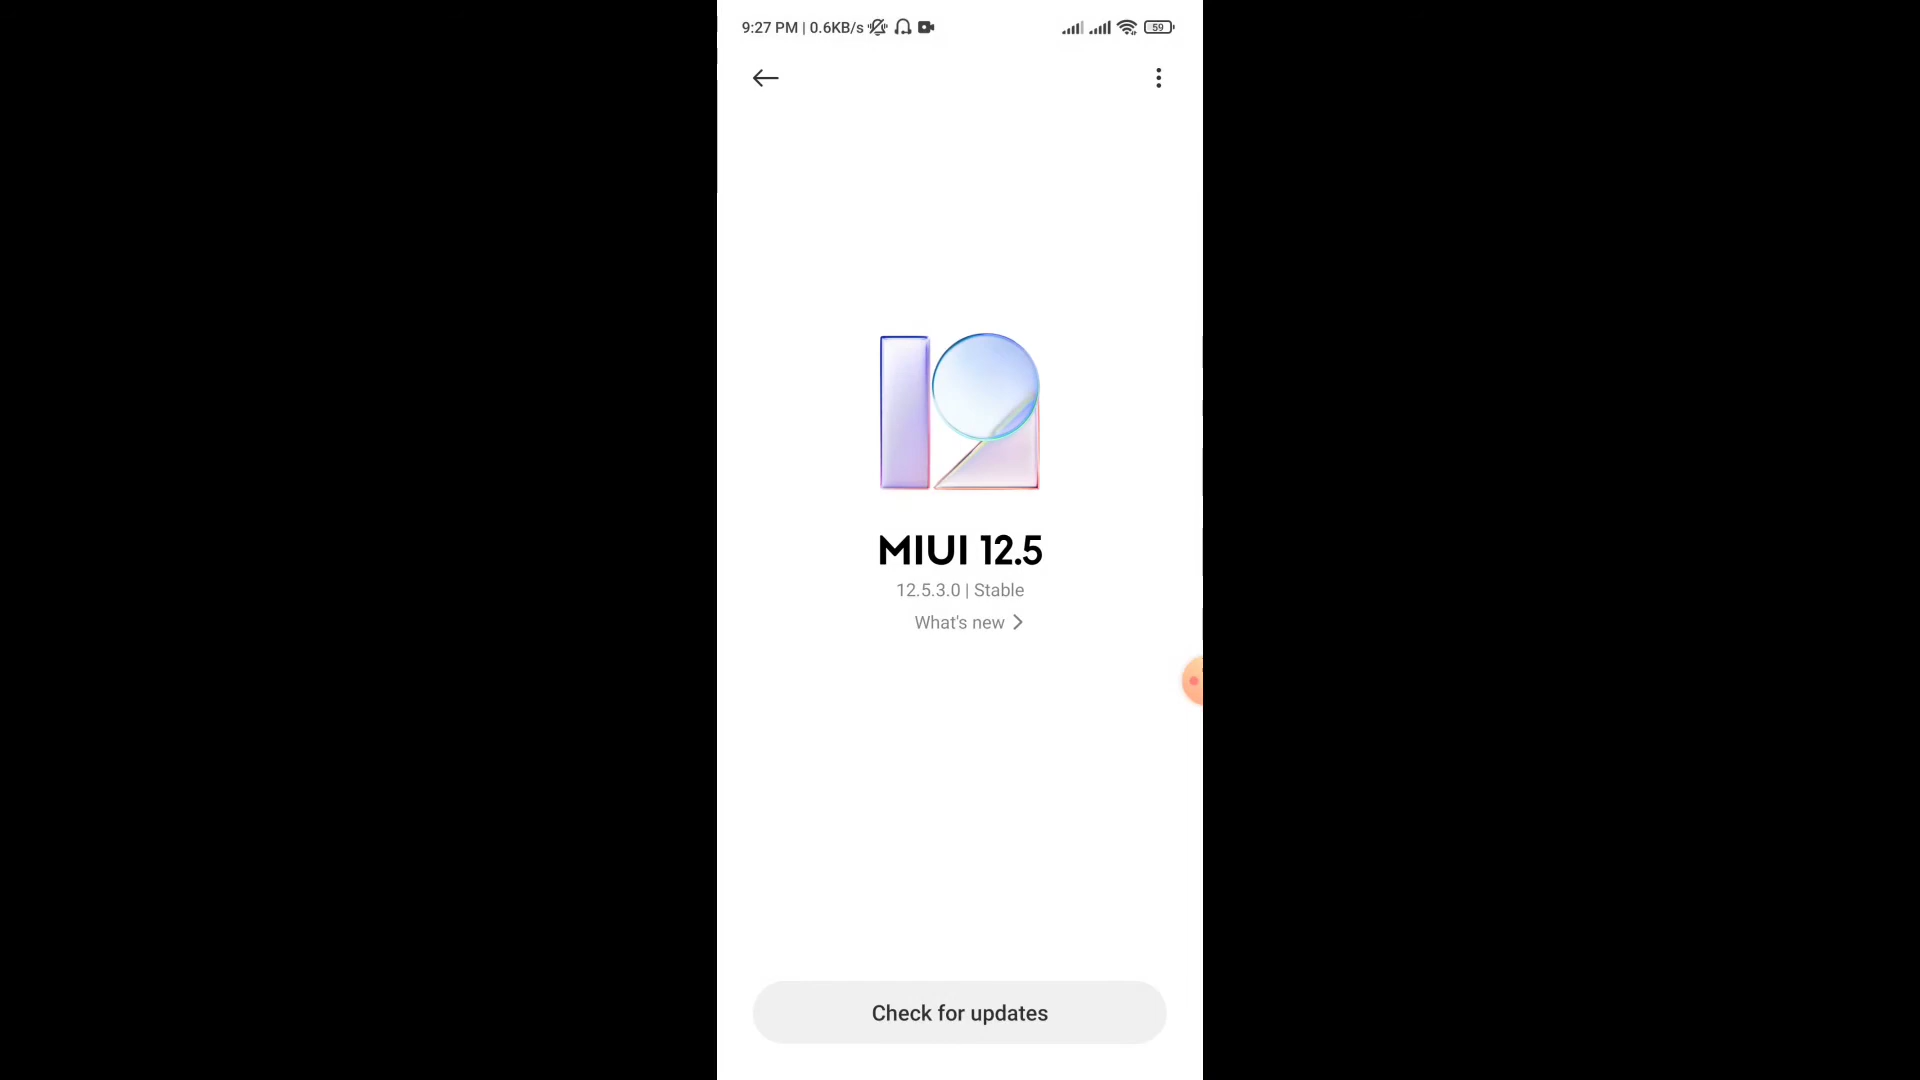 9:27 PM | 0.6KB/s 59
MIUI 12.5
12.5.3.0 | Stable
What's new
Check for updates